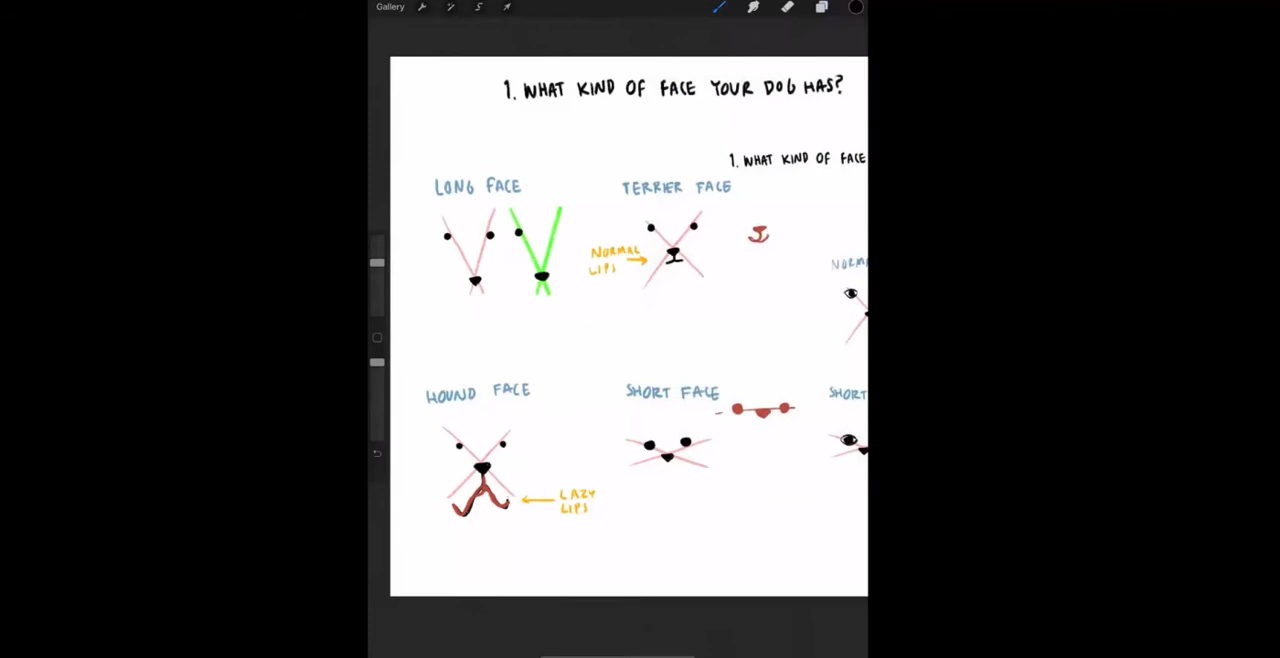 Gallery
1. WHAT KIND OF FACE YOUR DOG HAS?
1. WHAT KIND OF FACE
LONG FACE
TERRIER FACE
NORMAL
LIPS
HOUND FACE
SHORT FACE
SHORT
LAZY
LIPS